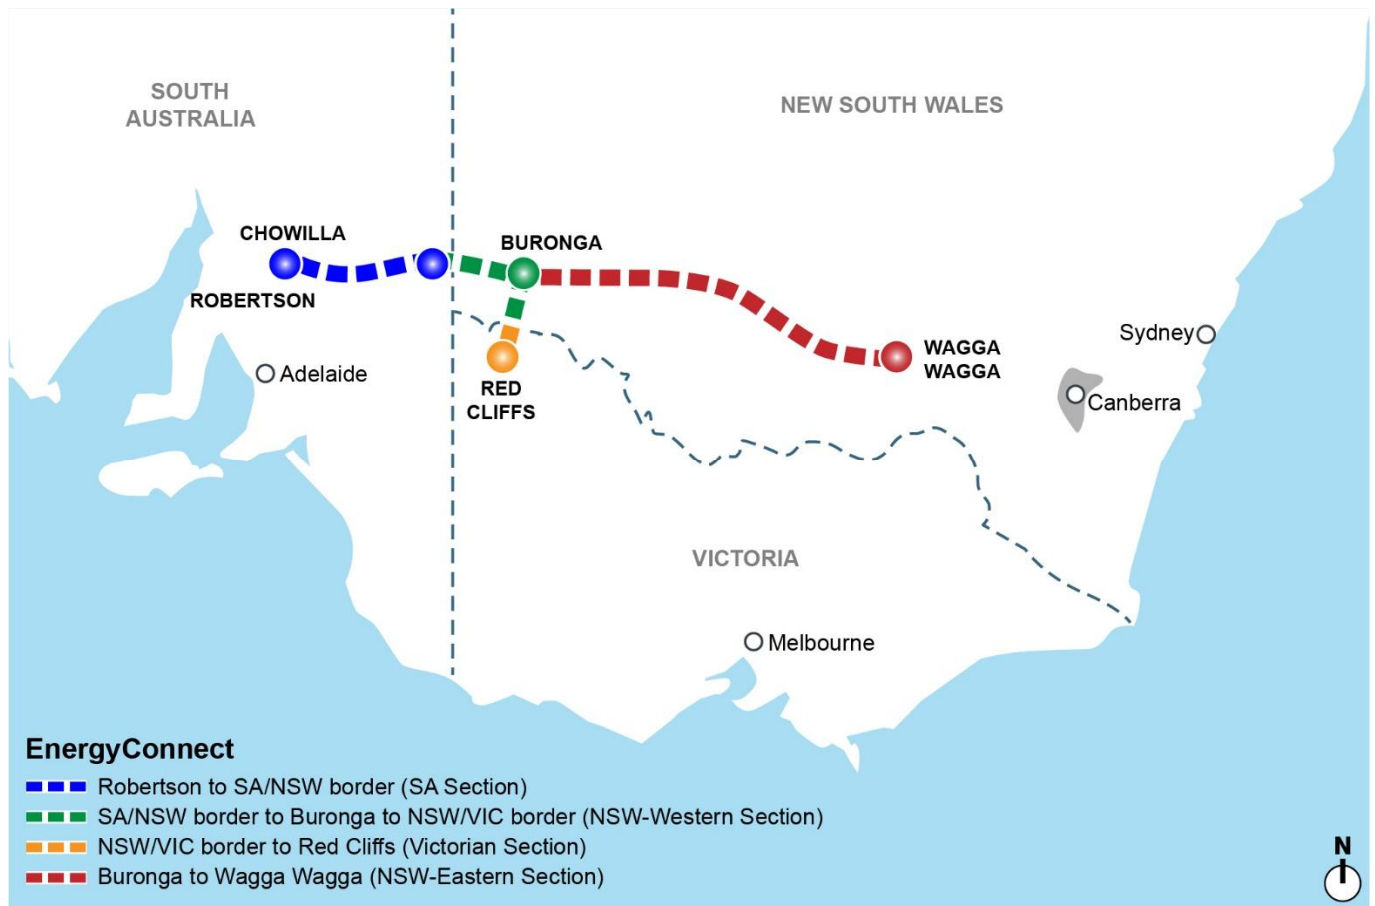 SOUTH
AUSTRALIA
NEW SOUTH WALES
CHOWILLA
BURONGA
ROBERTSON
Sydney
WAGGA
WAGGA
Adelaide
RED
CLIFFS
Canberra
VICTORIA
Melbourne
EnergyConnect
Robertson to SA/NSW border (SA Section)
SA/NSW border to Buronga to NSW/VIC border (NSW-Western Section)
NSW/VIC border to Red Cliffs (Victorian Section)
Buronga to Wagga Wagga (NSW-Eastern Section)
N